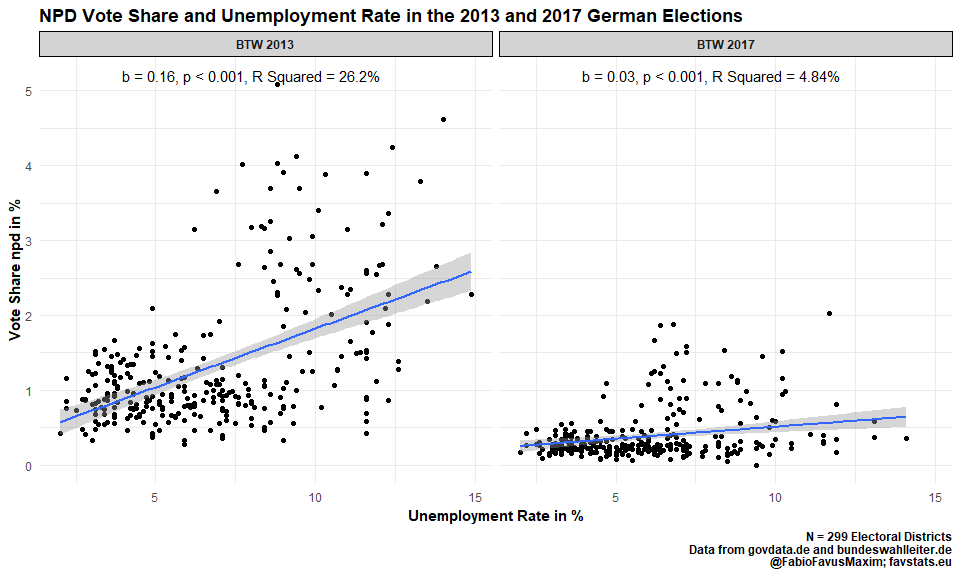 NPD Vote Share and Unemployment Rate in the 2013 and 2017 German Elections
BTW 2013
BTW 2017
b = 0.16, p < 0.001, R Squared = 26.2%
b = 0.03, p < 0.001, R Squared = 4.84%
5
4
3
2
1
0
Vote Share npd in %
5 10 15
5 10 15
Unemployment Rate in %
N = 299 Electoral Districts
Data from govdata.de and bundeswahlleiter.de
@FabioFavusMaxim; favstats.eu